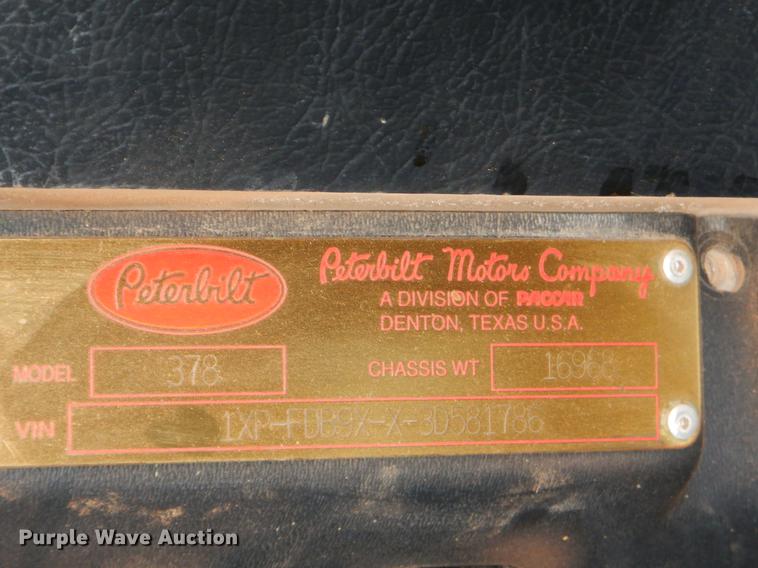 Peterbilt
Peterbilt Motors Company
A DIVISION OF PACCAR
DENTON, TEXAS U.S.A.
MODEL 378
CHASSIS WT 16968
VIN 1XP-FDB9X-X-3D581786
Purple Wave Auction